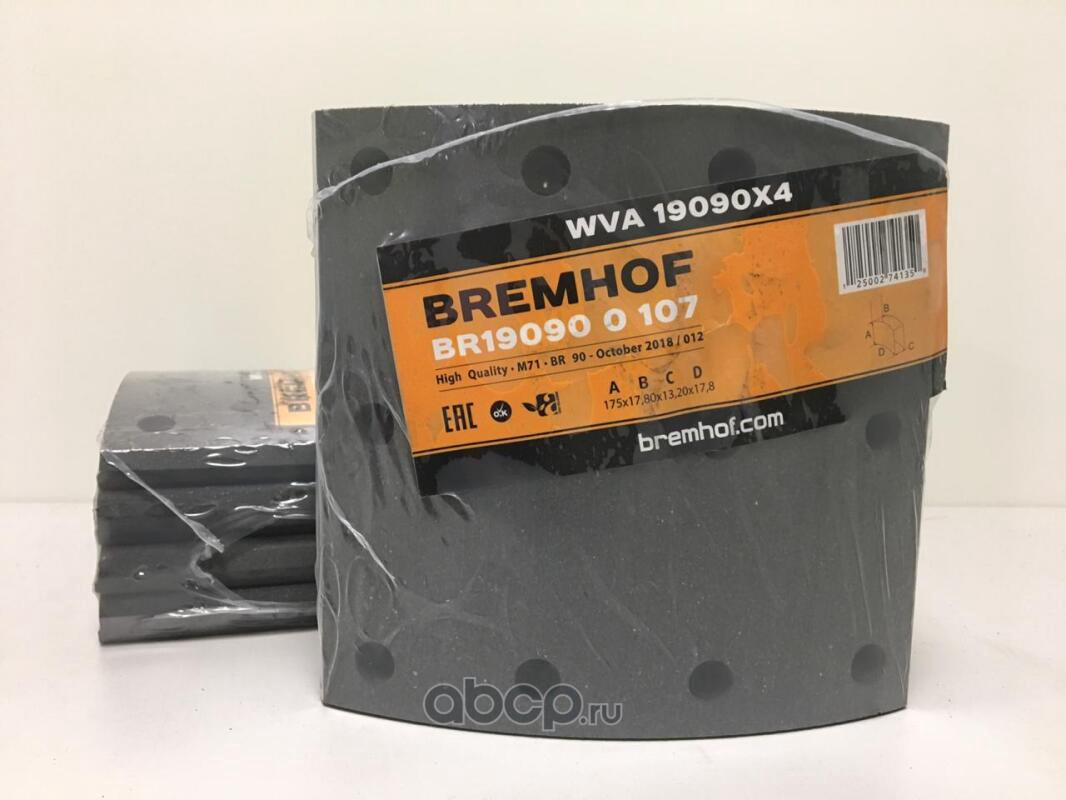 WVA 19090X4
BREMHOF
BR19090 0 107
High Quality · M71 · BR 90 - October 2018 / 012
A B C D
175x17,80x13,20x17,8
EAC
O.K
bremhof.com
25002 74135
B
A
D C
BRE
abcp.ru